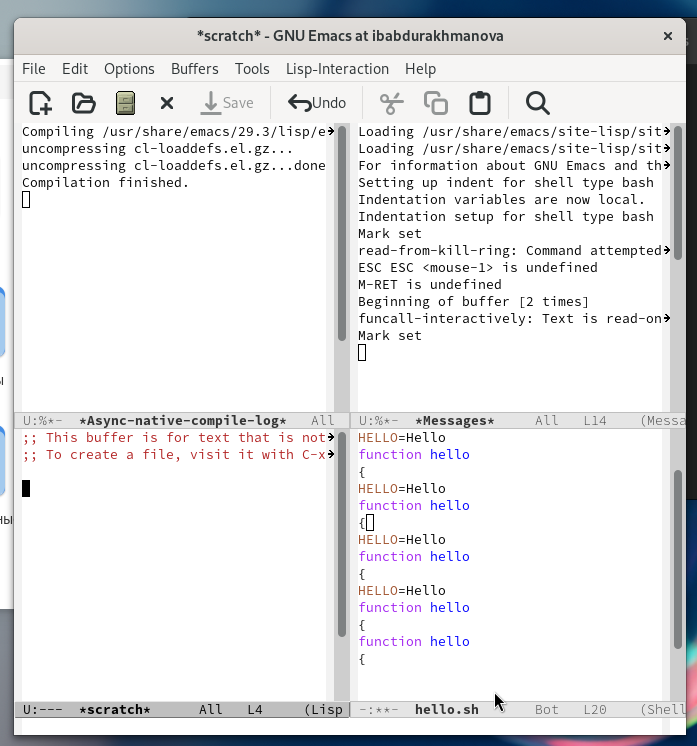 *scratch* - GNU Emacs at ibabdurakhmanova
File Edit Options Buffers Tools Lisp-Interaction Help
Save Undo
Compiling /usr/share/emacs/29.3/lisp/e
uncompressing cl-loaddefs.el.gz...
uncompressing cl-loaddefs.el.gz...done
Compilation finished.
U:%*- *Async-native-compile-log* All
Loading /usr/share/emacs/site-lisp/sit
Loading /usr/share/emacs/site-lisp/sit
For information about GNU Emacs and th
Setting up indent for shell type bash
Indentation variables are now local.
Indentation setup for shell type bash
Mark set
read-from-kill-ring: Command attempted
ESC ESC <mouse-1> is undefined
M-RET is undefined
Beginning of buffer [2 times]
funcall-interactively: Text is read-on
Mark set
U:%*- *Messages* All L14 (Messa
;; This buffer is for text that is not
;; To create a file, visit it with C-x
U:--- *scratch* All L4 (Lisp
HELLO=Hello
function hello
{
HELLO=Hello
function hello
{
HELLO=Hello
function hello
{
HELLO=Hello
function hello
{
function hello
{
-:**- hello.sh Bot L20 (Shell